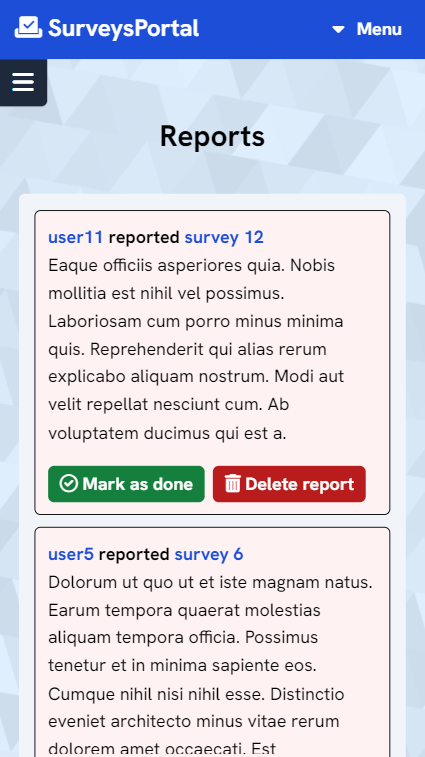 SurveysPortal
Menu
Reports
user11 reported survey 12
Eaque officiis asperiores quia. Nobis
mollitia est nihil vel possimus.
Laboriosam cum porro minus minima
quis. Reprehenderit qui alias rerum
explicabo aliquam nostrum. Modi aut
velit repellat nesciunt cum. Ab
voluptatem ducimus qui est a.
Mark as done
Delete report
user5 reported survey 6
Dolorum ut quo ut et iste magnam natus.
Earum tempora quaerat molestias
aliquam tempora officia. Possimus
tenetur et in minima sapiente eos.
Cumque nihil nisi nihil esse. Distinctio
eveniet architecto minus vitae rerum
dolorem amet occaecati. Est